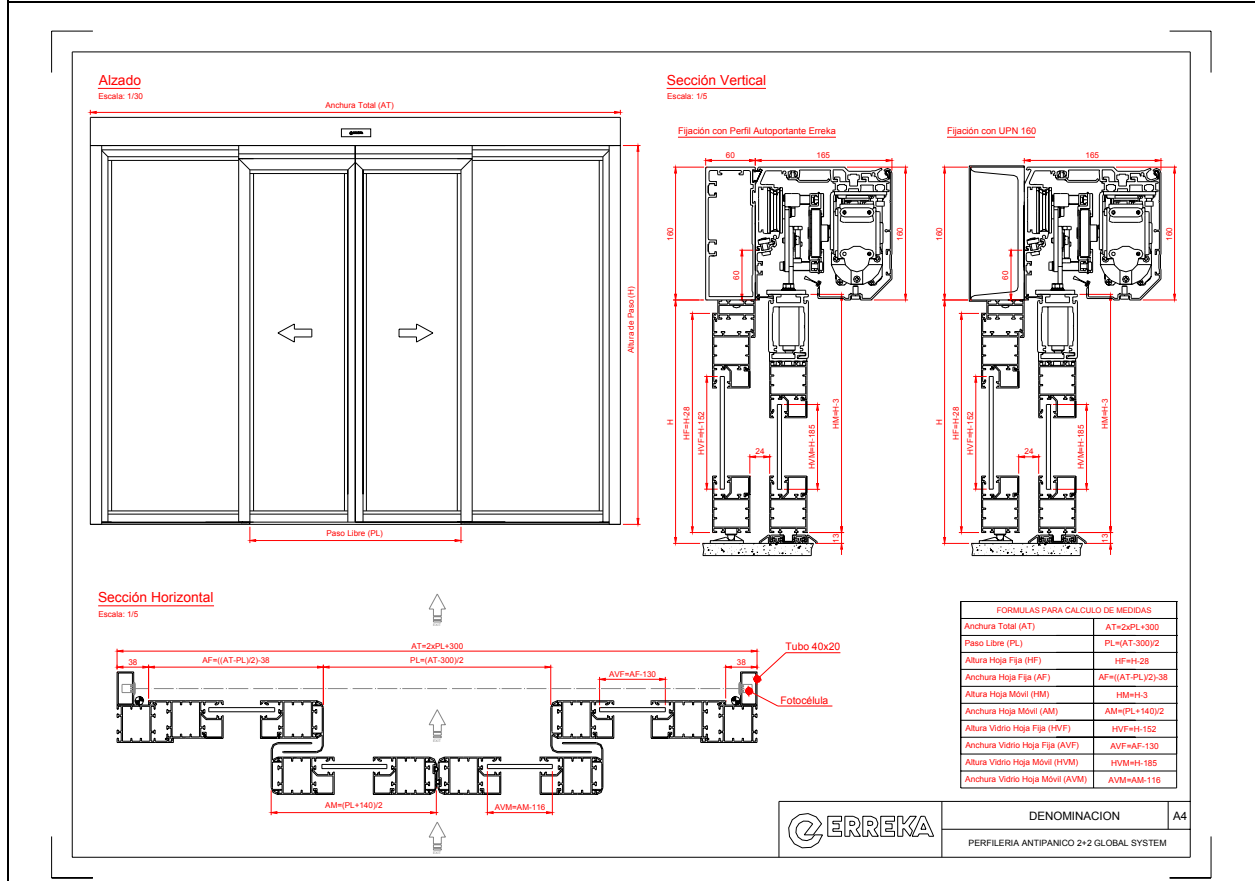 Alzado
Escala: 1/30
Anchura Total (AT)
Altura de Paso (H)
Paso Libre (PL)
Sección Vertical
Escala: 1/5
Fijación con Perfil Autoportante Erreka
60
165
160
160
60
H
HF=H-28
HVF=H-152
24
HVM=H-185
HM=H-3
13
Fijación con UPN 160
165
160
160
60
H
HF=H-28
HVF=H-152
24
HVM=H-185
HM=H-3
13
Sección Horizontal
Escala: 1/5
AT=2xPL+300
38
AF=((AT-PL)/2)-38
PL=(AT-300)/2
AVF=AF-130
38
Tubo 40x20
Fotocélula
AM=(PL+140)/2
AVM=AM-116
FORMULAS PARA CALCULO DE MEDIDAS
Anchura Total (AT) AT=2xPL+300
Paso Libre (PL) PL=(AT-300)/2
Altura Hoja Fija (HF) HF=H-28
Anchura Hoja Fija (AF) AF=((AT-PL)/2)-38
Altura Hoja Móvil (HM) HM=H-3
Anchura Hoja Móvil (AM) AM=(PL+140)/2
Altura Vidrio Hoja Fija (HVF) HVF=H-152
Anchura Vidrio Hoja Fija (AVF) AVF=AF-130
Altura Vidrio Hoja Móvil (HVM) HVM=H-185
Anchura Vidrio Hoja Móvil (AVM) AVM=AM-116
ERREKA
DENOMINACION A4
PERFILERIA ANTIPANICO 2+2 GLOBAL SYSTEM